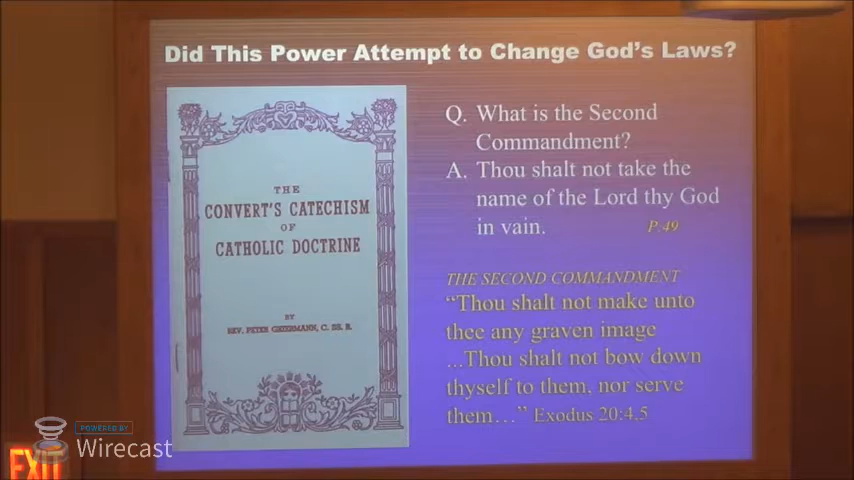 Did This Power Attempt to Change God's Laws?
THE
CONVERT'S CATECHISM
OF
CATHOLIC DOCTRINE
BY
REV. PETER GEIERMANN, C. SS. R.
Q. What is the Second
Commandment?
A. Thou shalt not take the
name of the Lord thy God
in vain. P.49
THE SECOND COMMANDMENT
“Thou shalt not make unto
thee any graven image
...Thou shalt not bow down
thyself to them, nor serve
them…” Exodus 20:4,5
POWERED BY
Wirecast
EXIT